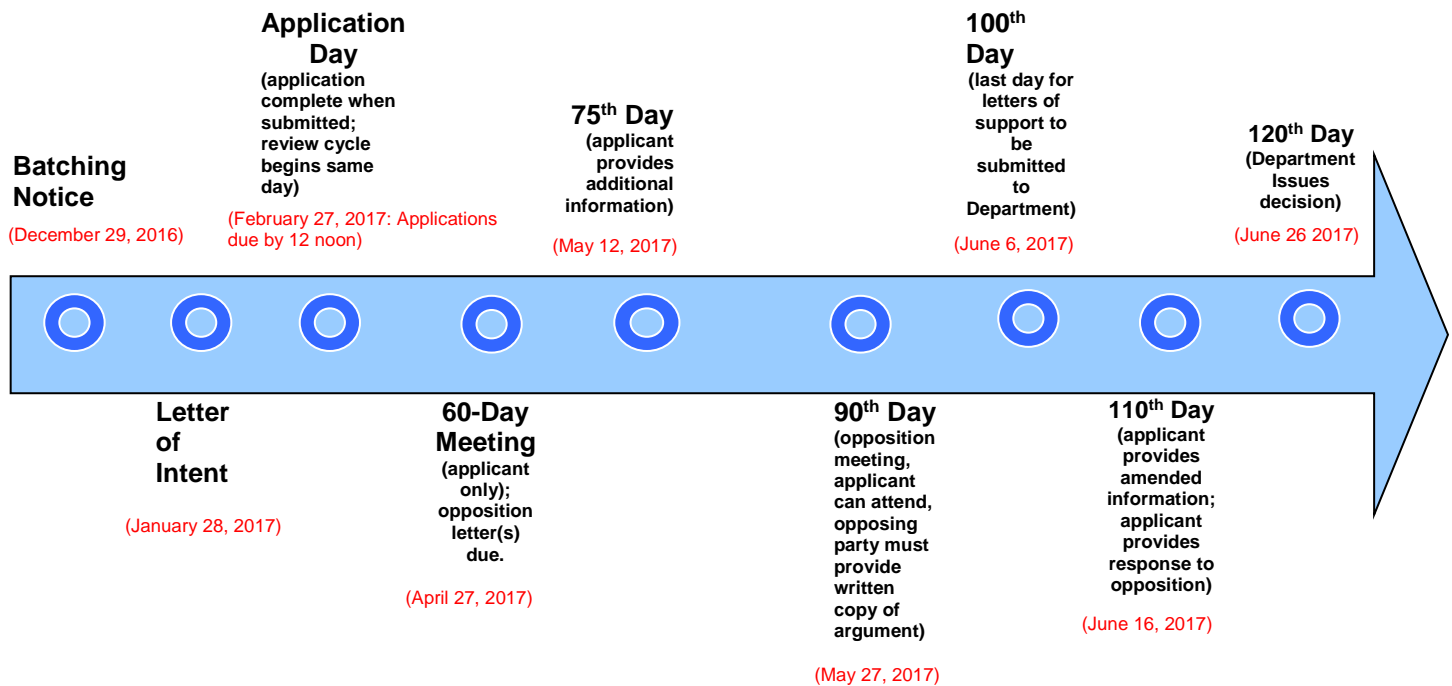 Batching
Notice
(December 29, 2016)
Letter
of
Intent
(January 28, 2017)
Application
Day
(application
complete when
submitted;
review cycle
begins same
day)
(February 27, 2017: Applications
due by 12 noon)
60-Day
Meeting
(applicant
only);
opposition
letter(s)
due.
(April 27, 2017)
75th Day
(applicant
provides
additional
information)
(May 12, 2017)
90th Day
(opposition
meeting,
applicant
can attend,
opposing
party must
provide
written
copy of
argument)
(May 27, 2017)
100th
Day
(last day for
letters of
support to
be
submitted
to
Department)
(June 6, 2017)
110th Day
(applicant
provides
amended
information;
applicant
provides
response to
opposition)
(June 16, 2017)
120th Day
(Department
Issues
decision)
(June 26 2017)